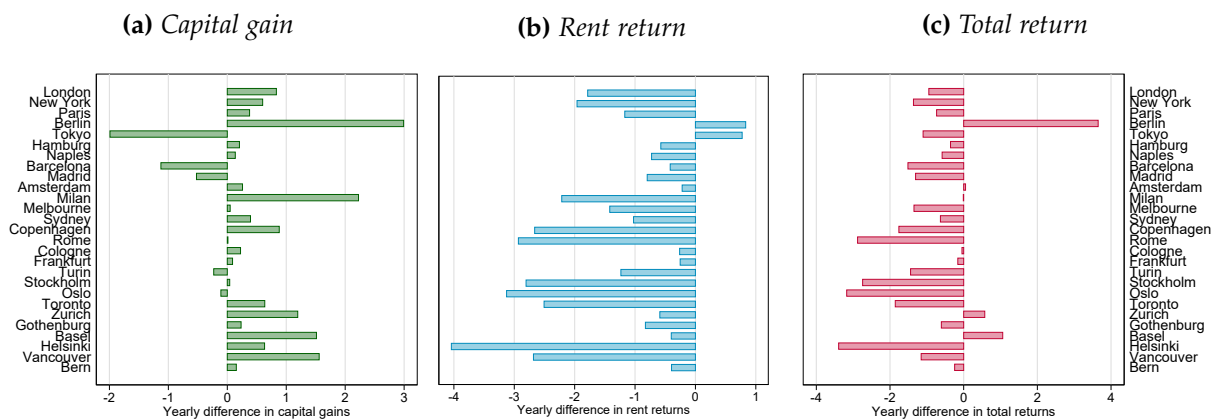 (a) Capital gain
(b) Rent return
(c) Total return
London
New York
Paris
Berlin
Tokyo
Hamburg
Naples
Barcelona
Madrid
Amsterdam
Milan
Melbourne
Sydney
Copenhagen
Rome
Cologne
Frankfurt
Turin
Stockholm
Oslo
Toronto
Zurich
Gothenburg
Basel
Helsinki
Vancouver
Bern
-2 -1 0 1 2 3
Yearly difference in capital gains
-4 -3 -2 -1 0 1
Yearly difference in rent returns
London
New York
Paris
Berlin
Tokyo
Hamburg
Naples
Barcelona
Madrid
Amsterdam
Milan
Melbourne
Sydney
Copenhagen
Rome
Cologne
Frankfurt
Turin
Stockholm
Oslo
Toronto
Zurich
Gothenburg
Basel
Helsinki
Vancouver
Bern
-4 -2 0 2 4
Yearly difference in total returns